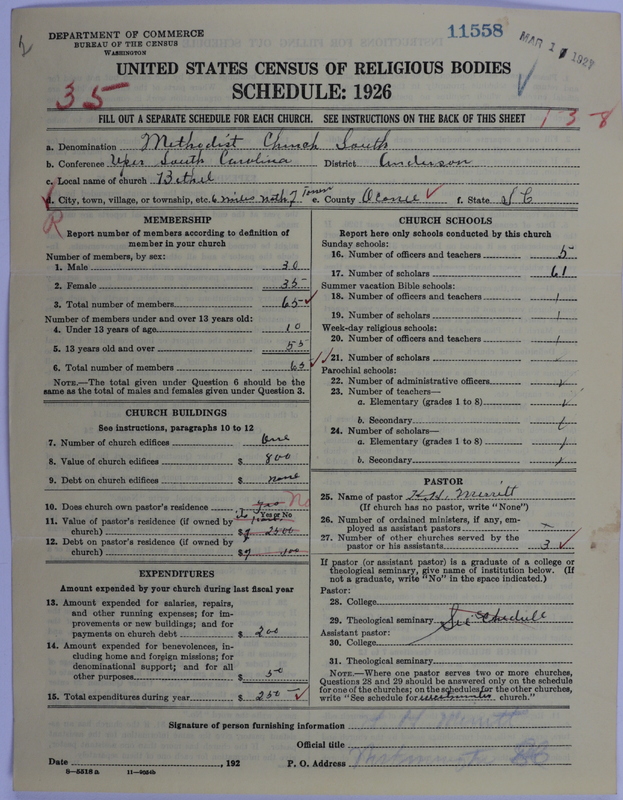 DEPARTMENT OF COMMERCE
BUREAU OF THE CENSUS
WASHINGTON
11558
MAR 17 1927
UNITED STATES CENSUS OF RELIGIOUS BODIES
SCHEDULE: 1926
35
FILL OUT A SEPARATE SCHEDULE FOR EACH CHURCH. SEE INSTRUCTIONS ON THE BACK OF THIS SHEET
138
a. Denomination Methodist Church South
b. Conference Uper South Carolina District Anderson
c. Local name of church Bethel
d. City, town, village, or township, etc. 6 miles north of Town e. County Oconee f. State S C
R
MEMBERSHIP
Report number of members according to definition of
member in your church
Number of members, by sex:
1. Male 30
2. Female 35
3. Total number of members 65
Number of members under and over 13 years old:
4. Under 13 years of age 10
5. 13 years old and over 55
6. Total number of members 65
NOTE.—The total given under Question 6 should be the
same as the total of males and females given under Question 3.
CHURCH BUILDINGS
See instructions, paragraphs 10 to 12
7. Number of church edifices One
8. Value of church edifices $ 800
9. Debt on church edifices $ none
10. Does church own pastor's residence yes No
Yes or No
11. Value of pastor's residence (if owned by
church) $ 2500
12. Debt on pastor's residence (if owned by
church) $ 100
EXPENDITURES
Amount expended by your church during last fiscal year
13. Amount expended for salaries, repairs,
and other running expenses; for im-
provements or new buildings; and for
payments on church debt $ 200
14. Amount expended for benevolences, in-
cluding home and foreign missions; for
denominational support; and for all
other purposes $ 50
15. Total expenditures during year $ 250
CHURCH SCHOOLS
Report here only schools conducted by this church
Sunday schools:
16. Number of officers and teachers 5
17. Number of scholars 61
Summer vacation Bible schools:
18. Number of officers and teachers
19. Number of scholars
Week-day religious schools:
20. Number of officers and teachers
21. Number of scholars
Parochial schools:
22. Number of administrative officers
23. Number of teachers—
a. Elementary (grades 1 to 8)
b. Secondary
24. Number of scholars—
a. Elementary (grades 1 to 8)
b. Secondary
PASTOR
25. Name of pastor H. H. Merritt
(If church has no pastor, write "None")
26. Number of ordained ministers, if any, em-
ployed as assistant pastors
27. Number of other churches served by the
pastor or his assistants 3
If pastor (or assistant pastor) is a graduate of a college or
theological seminary, give name of institution below. (If
not a graduate, write "No" in the space indicated.)
Pastor:
28. College
29. Theological seminary See Schedule
Assistant pastor:
30. College
31. Theological seminary
NOTE.—Where one pastor serves two or more churches,
Questions 28 and 29 should be answered only on the schedule
for one of the churches; on the schedules for the other churches,
write "See schedule for church."
Signature of person furnishing information H Merritt
Official title
Date , 192 P. O. Address
8—5518 a 11—9554b